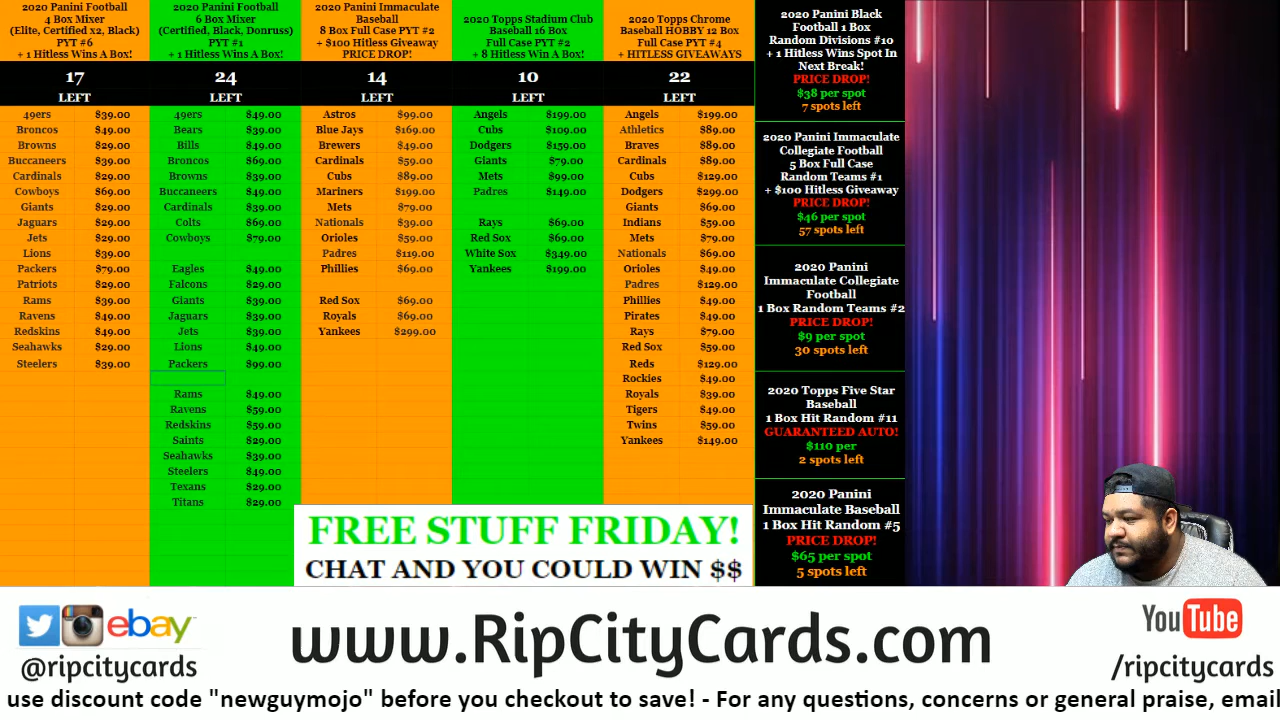 2020 Panini Football
4 Box Mixer
(Elite, Certified x2, Black)
PYT #6
+ 1 Hitless Wins A Box!
17
LEFT
49ers $39.00
Broncos $49.00
Browns $29.00
Buccaneers $39.00
Cardinals $29.00
Cowboys $69.00
Giants $29.00
Jaguars $29.00
Jets $29.00
Lions $39.00
Packers $79.00
Patriots $29.00
Rams $39.00
Ravens $49.00
Redskins $49.00
Seahawks $29.00
Steelers $39.00
2020 Panini Football
6 Box Mixer
(Certified, Black, Donruss)
PYT #1
+ 1 Hitless Wins A Box!
24
LEFT
49ers $49.00
Bears $39.00
Bills $49.00
Broncos $69.00
Browns $39.00
Buccaneers $49.00
Cardinals $39.00
Colts $69.00
Cowboys $79.00
Eagles $49.00
Falcons $29.00
Giants $39.00
Jaguars $39.00
Jets $39.00
Lions $49.00
Packers $99.00
Rams $49.00
Ravens $59.00
Redskins $59.00
Saints $29.00
Seahawks $39.00
Steelers $49.00
Texans $29.00
Titans $29.00
2020 Panini Immaculate
Baseball
8 Box Full Case PYT #2
+ $100 Hitless Giveaway
PRICE DROP!
14
LEFT
Astros $99.00
Blue Jays $169.00
Brewers $49.00
Cardinals $59.00
Cubs $89.00
Mariners $199.00
Mets $79.00
Nationals $39.00
Orioles $59.00
Padres $119.00
Phillies $69.00
Red Sox $69.00
Royals $69.00
Yankees $299.00
2020 Topps Stadium Club
Baseball 16 Box
Full Case PYT #2
+ 8 Hitless Win A Box!
10
LEFT
Angels $199.00
Cubs $109.00
Dodgers $159.00
Giants $79.00
Mets $99.00
Padres $149.00
Rays $69.00
Red Sox $69.00
White Sox $349.00
Yankees $199.00
2020 Topps Chrome
Baseball HOBBY 12 Box
Full Case PYT #4
+ HITLESS GIVEAWAYS
22
LEFT
Angels $199.00
Athletics $89.00
Braves $89.00
Cardinals $89.00
Cubs $129.00
Dodgers $299.00
Giants $69.00
Indians $59.00
Mets $79.00
Nationals $69.00
Orioles $49.00
Padres $129.00
Phillies $49.00
Pirates $49.00
Rays $79.00
Red Sox $59.00
Reds $129.00
Rockies $49.00
Royals $39.00
Tigers $49.00
Twins $59.00
Yankees $149.00
2020 Panini Black
Football 1 Box
Random Divisions #10
+ 1 Hitless Wins Spot In
Next Break!
PRICE DROP!
$38 per spot
7 spots left
2020 Panini Immaculate
Collegiate Football
5 Box Full Case
Random Teams #1
+ $100 Hitless Giveaway
PRICE DROP!
$46 per spot
57 spots left
2020 Panini
Immaculate Collegiate
Football
1 Box Random Teams #2
PRICE DROP!
$9 per spot
30 spots left
2020 Topps Five Star
Baseball
1 Box Hit Random #11
GUARANTEED AUTO!
$110 per
2 spots left
2020 Panini
Immaculate Baseball
1 Box Hit Random #5
PRICE DROP!
$65 per spot
5 spots left
FREE STUFF FRIDAY!
CHAT AND YOU COULD WIN $$
ebay
@ripcitycards
www.RipCityCards.com
You Tube
/ripcitycards
use discount code "newguymojo" before you checkout to save! - For any questions, concerns or general praise, email